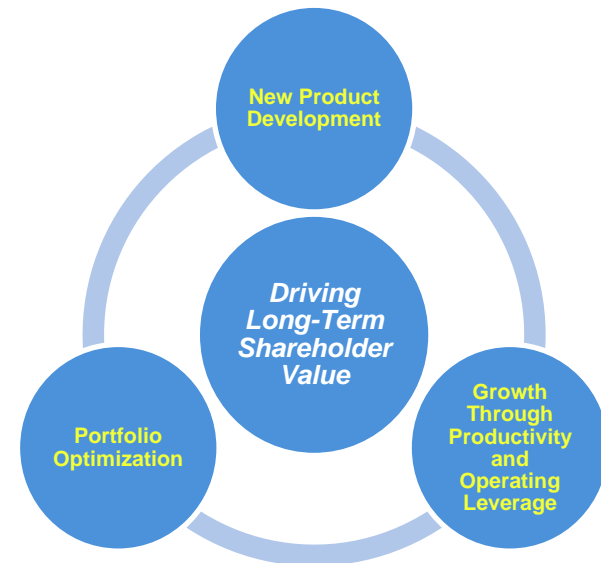 New Product
Development
Driving
Long-Term
Shareholder
Value
Portfolio
Optimization
Growth
Through
Productivity
and
Operating
Leverage